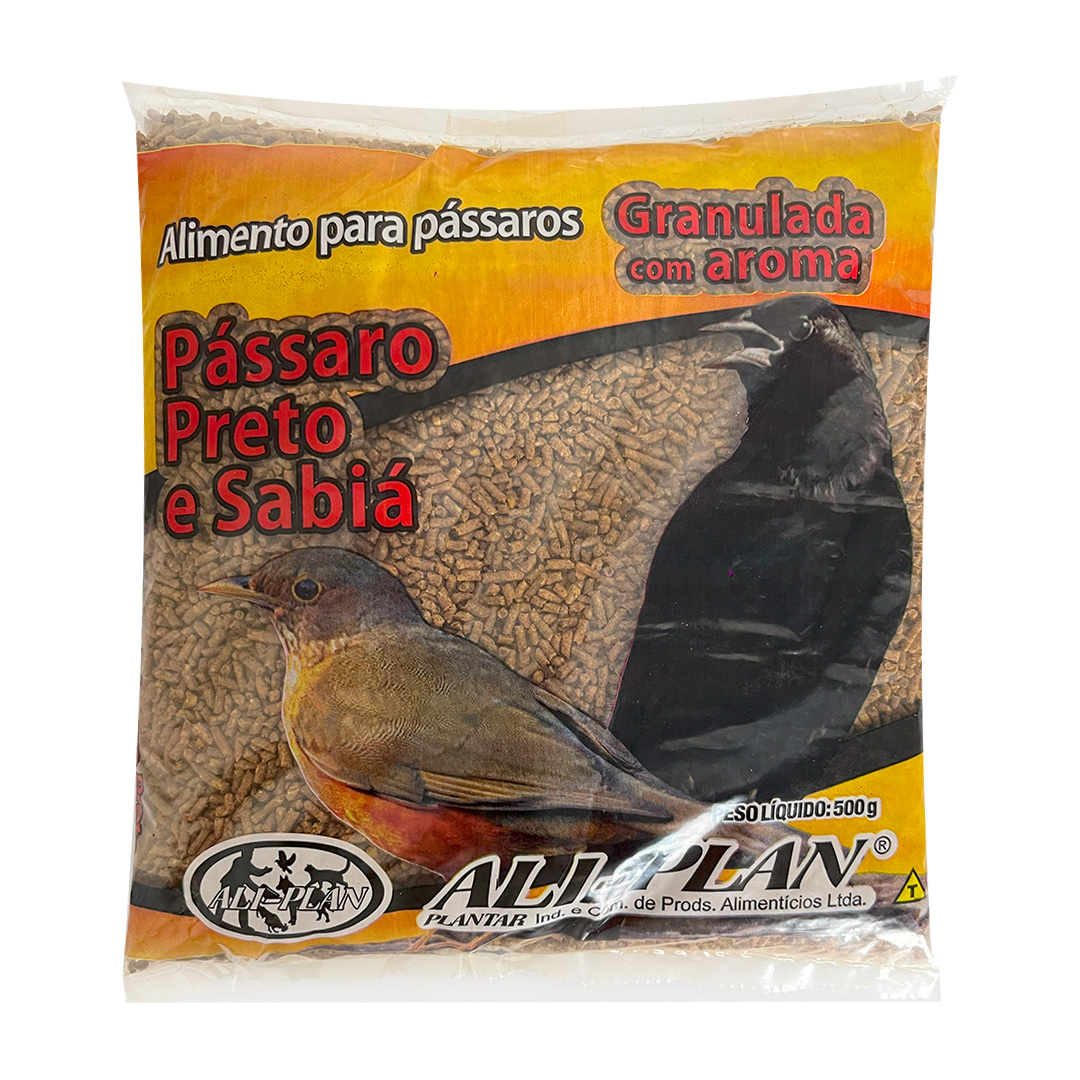 Alimento para pássaros
Granulada
com aroma
Pássaro
Preto
e Sabiá
PESO LÍQUIDO: 500 g
ALI-PLAN
ALI-PLAN ®
PLANTAR Ind. e Com. de Prods. Alimentícios Ltda.
T